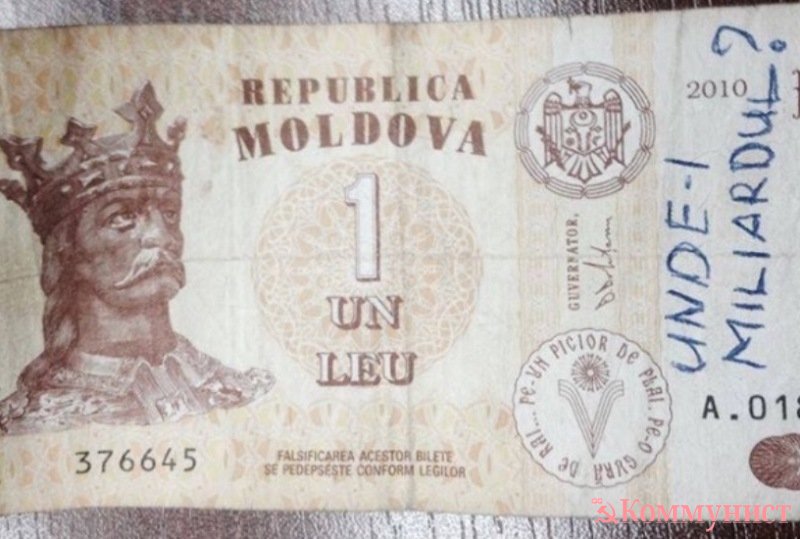 REPUBLICA
MOLDOVA
1
UN
LEU
2010
GUVERNATOR,
UNDE-I
MILIARDUL?
PE-UN PICIOR DE PLAI, PE-O GURĂ DE RAI...
A.018
376645
FALSIFICAREA ACESTOR BILETE
SE PEDEPSEŞTE CONFORM LEGILOR
Коммунист